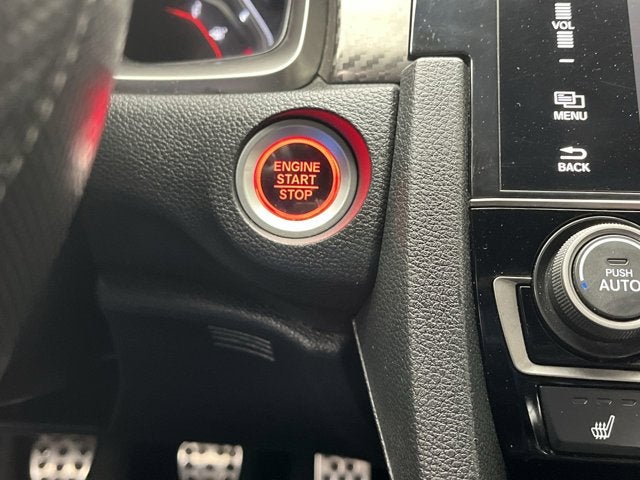 ENGINE
START
STOP
VOL
MENU
BACK
PUSH
AUTO